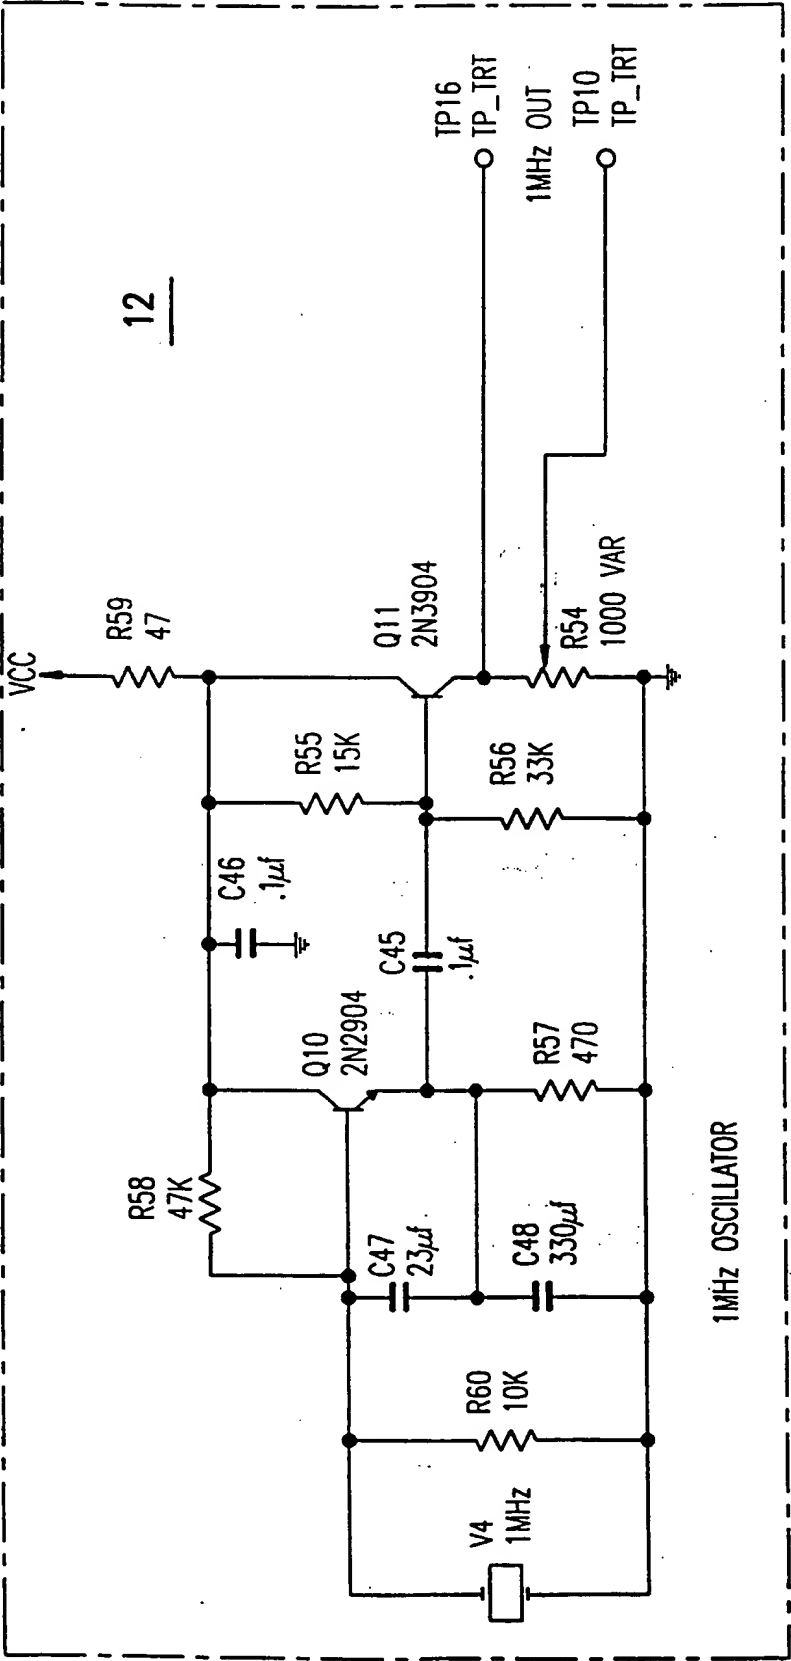 12
VCC
R59
47
R58
47K
C46
.1µf
R55
15K
Q10
2N2904
Q11
2N3904
C47
23µf
C45
.1µf
TP16
TP_TRT
1MHz OUT
TP10
TP_TRT
V4
1MHz
R60
10K
C48
330µf
R57
470
R56
33K
R54
1000 VAR
1MHz OSCILLATOR